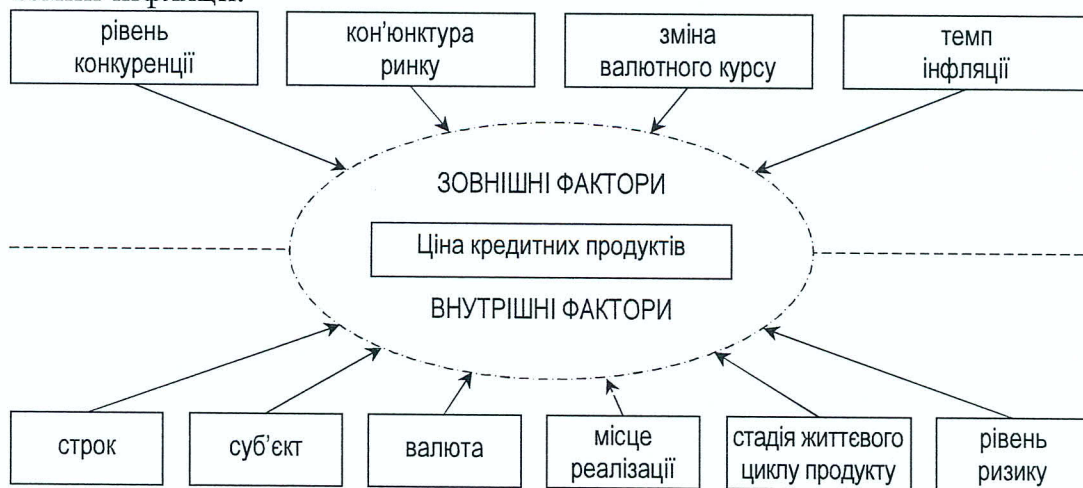 інфляції.
рівень
конкуренції
кон’юнктура
ринку
зміна
валютного курсу
темп
інфляції
ЗОВНІШНІ ФАКТОРИ
Ціна кредитних продуктів
ВНУТРІШНІ ФАКТОРИ
строк
суб’єкт
валюта
місце
реалізації
стадія життєвого
циклу продукту
рівень
ризику